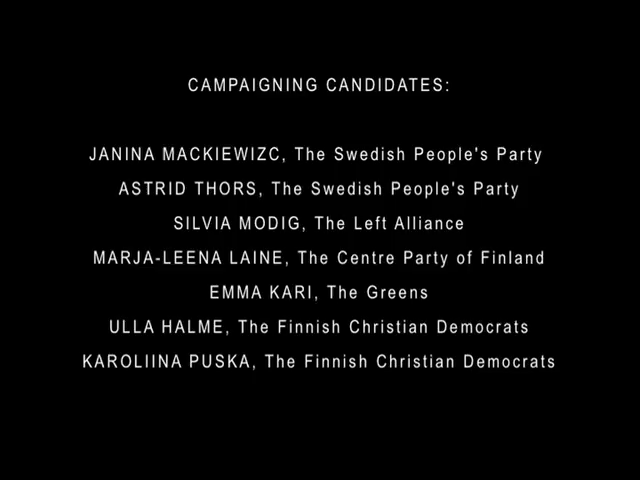 CAMPAIGNING CANDIDATES:
JANINA MACKIEWIZC, The Swedish People's Party
ASTRID THORS, The Swedish People's Party
SILVIA MODIG, The Left Alliance
MARJA-LEENA LAINE, The Centre Party of Finland
EMMA KARI, The Greens
ULLA HALME, The Finnish Christian Democrats
KAROLIINA PUSKA, The Finnish Christian Democrats